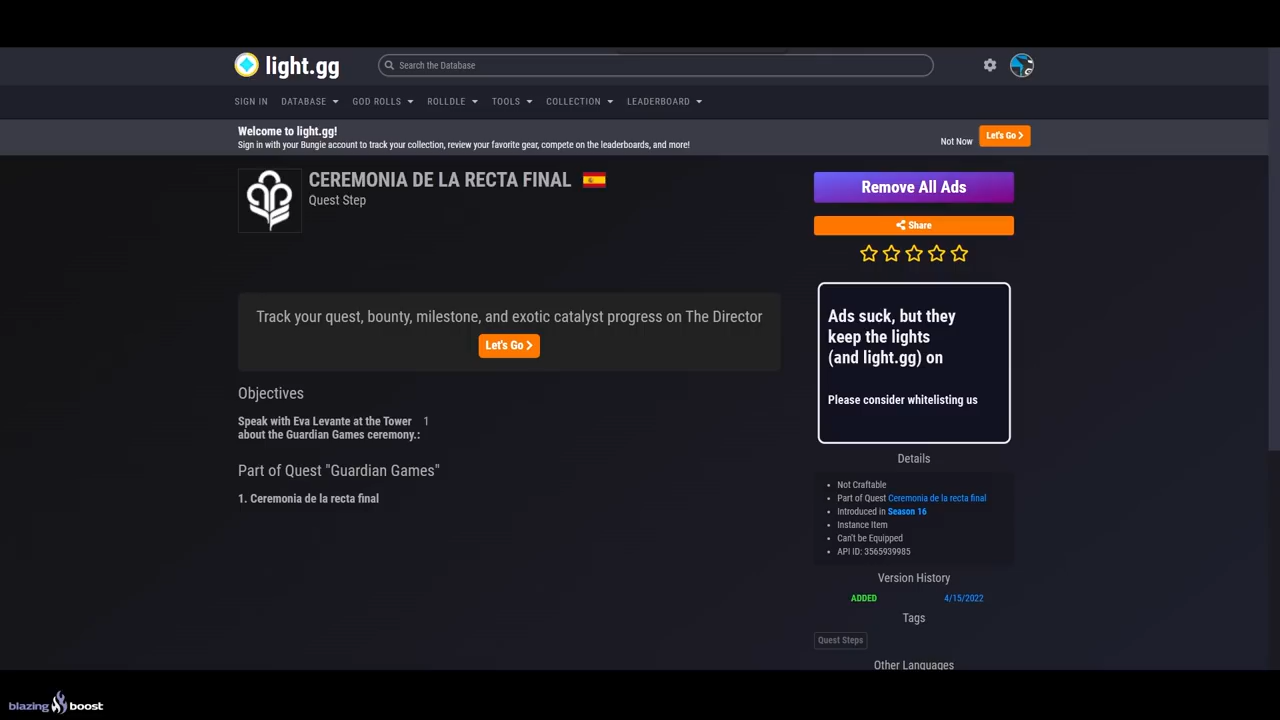 light.gg
Search the Database
SIGN IN DATABASE GOD ROLLS ROLLDLE TOOLS COLLECTION LEADERBOARD
Welcome to light.gg!
Sign in with your Bungie account to track your collection, review your favorite gear, compete on the leaderboards, and more!
Not Now
Let's Go
CEREMONIA DE LA RECTA FINAL
Quest Step
Remove All Ads
Share
Track your quest, bounty, milestone, and exotic catalyst progress on The Director
Let's Go
Ads suck, but they
keep the lights
(and light.gg) on
Please consider whitelisting us
Objectives
Speak with Eva Levante at the Tower 1
about the Guardian Games ceremony.:
Part of Quest "Guardian Games"
1. Ceremonia de la recta final
Details
Not Craftable
Part of Quest Ceremonia de la recta final
Introduced in Season 16
Instance Item
Can't be Equipped
API ID: 3565939985
Version History
ADDED 4/15/2022
Tags
Quest Steps
Other Languages
blazing boost